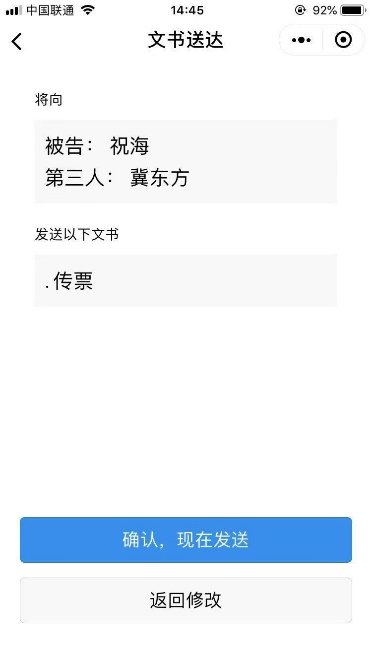 中国联通 14:45 92%
文书送达
将向
被告： 祝海
第三人： 冀东方
发送以下文书
.传票
确认，现在发送
返回修改